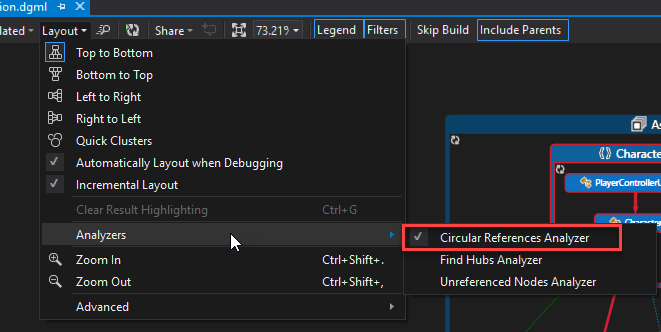 ion.dgml
lated Layout Share 73.219 Legend Filters Skip Build Include Parents
Top to Bottom
Bottom to Top
Left to Right
Right to Left
Quick Clusters
Automatically Layout when Debugging
Incremental Layout
Clear Result Highlighting Ctrl+G
Analyzers
Zoom In Ctrl+Shift+.
Zoom Out Ctrl+Shift+,
Advanced
Circular References Analyzer
Find Hubs Analyzer
Unreferenced Nodes Analyzer
As
Characte
PlayerControllerU
Charact